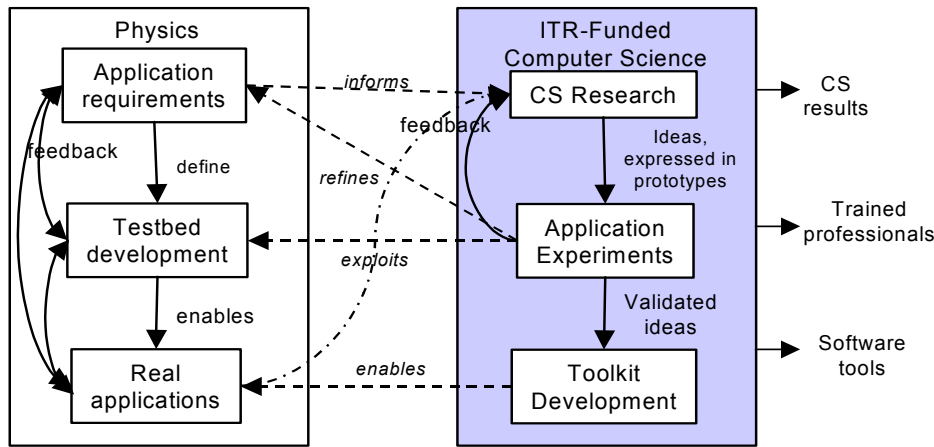 Physics
Application
requirements
feedback
define
Testbed
development
enables
Real
applications
informs
refines
exploits
enables
ITR-Funded
Computer Science
CS Research
feedback
Ideas,
expressed in
prototypes
Application
Experiments
Validated
ideas
Toolkit
Development
CS
results
Trained
professionals
Software
tools